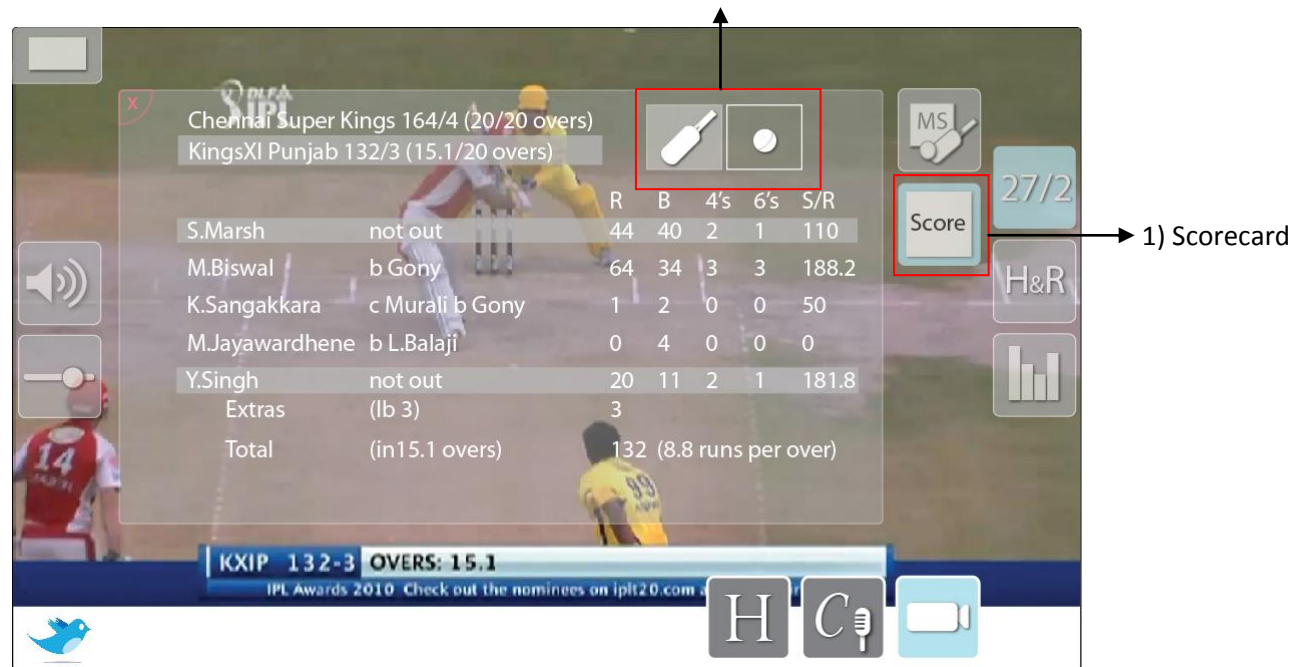 DLFA
IPL
X
Chennai Super Kings 164/4 (20/20 overs)
KingsXI Punjab 132/3 (15.1/20 overs)
MS
27/2
R B 4's 6's S/R
Score
1) Scorecard
S.Marsh not out 44 40 2 1 110
M.Biswal b Gony 64 34 3 3 188.2
H&R
K.Sangakkara c Murali b Gony 1 2 0 0 50
M.Jayawardhene b L.Balaji 0 4 0 0 0
Y.Singh not out 20 11 2 1 181.8
Extras (lb 3) 3
Total (in15.1 overs) 132 (8.8 runs per over)
14
99
KXIP 132-3 OVERS: 15.1
IPL Awards 2010 Check out the nominees on iplt20.com
H C